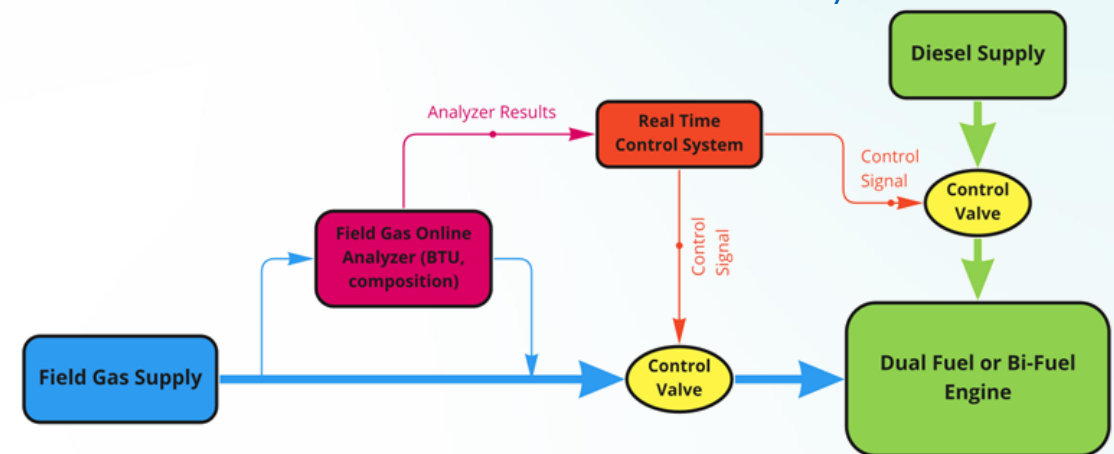 Diesel Supply
Analyzer Results
Real Time
Control System
Control
Signal
Control
Valve
Field Gas Online
Analyzer (BTU,
composition)
Control
Signal
Field Gas Supply
Control
Valve
Dual Fuel or Bi-Fuel
Engine